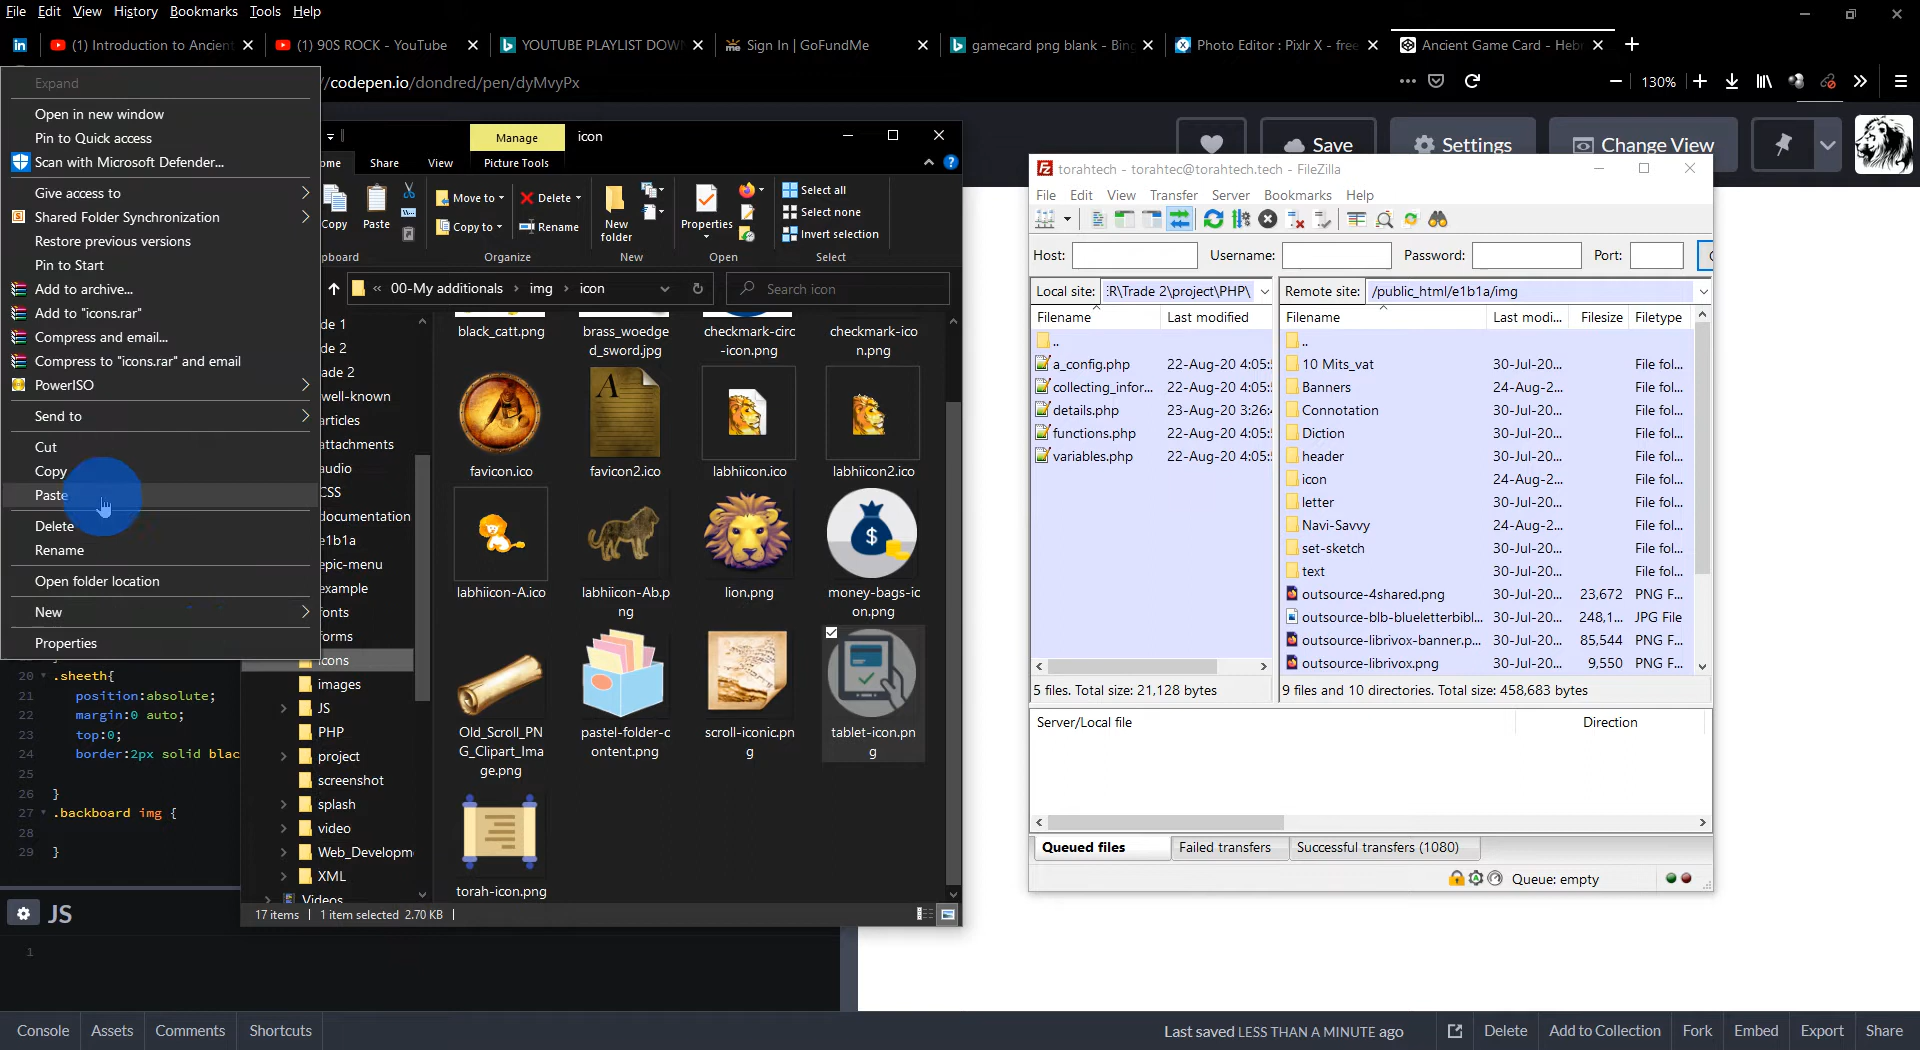 File Edit View History Bookmarks Tools Help
(1) Introduction to Ancient
(1) 90S ROCK - YouTube
YOUTUBE PLAYLIST DOW
Sign In | GoFundMe
gamecard png blank - Bing
Photo Editor : Pixlr X - free
Ancient Game Card - Heb
/codepen.io/dondred/pen/dyMvyPx
130%
Expand
Open in new window
Pin to Quick access
Scan with Microsoft Defender...
Give access to
Shared Folder Synchronization
Restore previous versions
Pin to Start
Add to archive...
Add to "icons.rar"
Compress and email...
Compress to "icons.rar" and email
PowerISO
Send to
Cut
Copy
Paste
Delete
Rename
Open folder location
New
Properties
20 .sheeth{
21 position:absolute;
22 margin:0 auto;
23 top:0;
24 border:2px solid blac
25
26 }
27 .backboard img {
28
29 }
JS
1
Manage
icon
ome Share View Picture Tools
Copy
Paste
Move to
Copy to
Delete
Rename
New folder
Properties
Select all
Select none
Invert selection
pboard
Organize
New
Open
Select
« 00-My additionals > img > icon
Search icon
de 1
de 2
ade 2
well-known
articles
attachments
audio
CSS
documentation
e1b1a
epic-menu
example
fonts
forms
icons
images
JS
PHP
project
screenshot
splash
video
Web_Developm
XML
Videos
black_catt.png
brass_woedged_sword.jpg
checkmark-circ-icon.png
checkmark-icon.png
favicon.ico
favicon2.ico
labhiicon.ico
labhiicon2.ico
labhiicon-A.ico
labhiicon-Ab.png
lion.png
money-bags-icon.png
Old_Scroll_PNG_Clipart_Image.png
pastel-folder-content.png
scroll-iconic.png
tablet-icon.png
torah-icon.png
17 items 1 item selected 2.70 KB
Save
Settings
Change View
torahtech - torahtec@torahtech.tech - FileZilla
File Edit View Transfer Server Bookmarks Help
Host: Username: Password: Port:
Local site: :R\Trade 2\project\PHP\
Remote site: /public_html/e1b1a/img
Filename Last modified
..
a_config.php 22-Aug-20 4:05:
collecting_infor... 22-Aug-20 4:05:
details.php 23-Aug-20 3:26:
functions.php 22-Aug-20 4:05:
variables.php 22-Aug-20 4:05:
5 files. Total size: 21,128 bytes
Filename Last modi... Filesize Filetype
..
10 Mits_vat 30-Jul-20... File fol...
Banners 24-Aug-2... File fol...
Connotation 30-Jul-20... File fol...
Diction 30-Jul-20... File fol...
header 30-Jul-20... File fol...
icon 24-Aug-2... File fol...
letter 30-Jul-20... File fol...
Navi-Savvy 24-Aug-2... File fol...
set-sketch 30-Jul-20... File fol...
text 30-Jul-20... File fol...
outsource-4shared.png 30-Jul-20... 23,672 PNG F...
outsource-blb-blueletterbibl... 30-Jul-20... 248,1... JPG File
outsource-librivox-banner.p... 30-Jul-20... 85,544 PNG F...
outsource-librivox.png 30-Jul-20... 9,550 PNG F...
9 files and 10 directories. Total size: 458,683 bytes
Server/Local file Direction
Queued files Failed transfers Successful transfers (1080)
Queue: empty
Console Assets Comments Shortcuts
Last saved LESS THAN A MINUTE ago
Delete Add to Collection Fork Embed Export Share